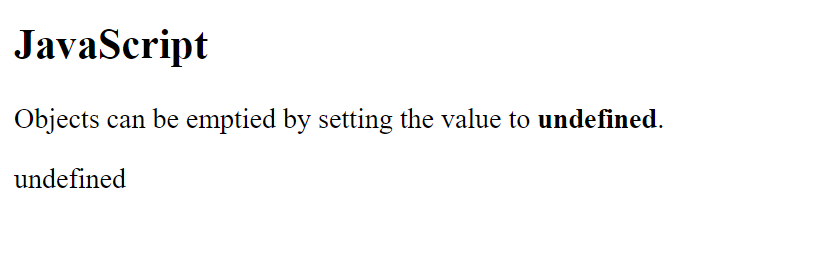 JavaScript
Objects can be emptied by setting the value to undefined.
undefined